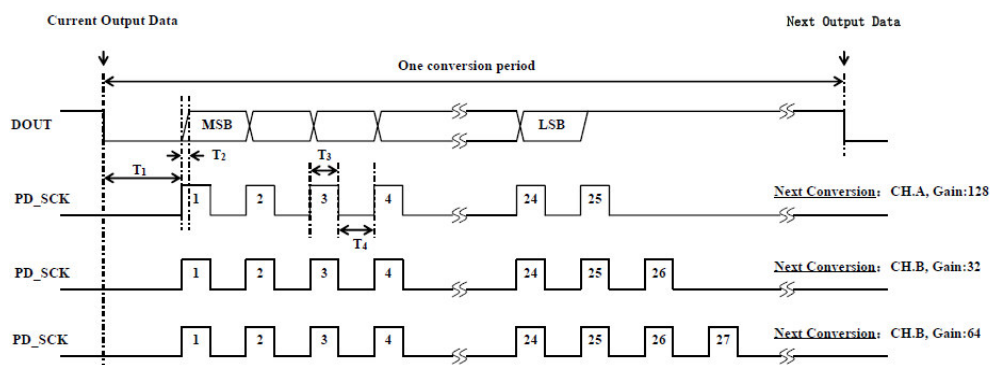 Current Output Data
Next Output Data
One conversion period
DOUT
MSB
LSB
T1
T2
T3
PD_SCK
1
2
3
4
24
25
Next Conversion: CH.A, Gain:128
T4
PD_SCK
1
2
3
4
24
25
26
Next Conversion: CH.B, Gain:32
PD_SCK
1
2
3
4
24
25
26
27
Next Conversion: CH.B, Gain:64